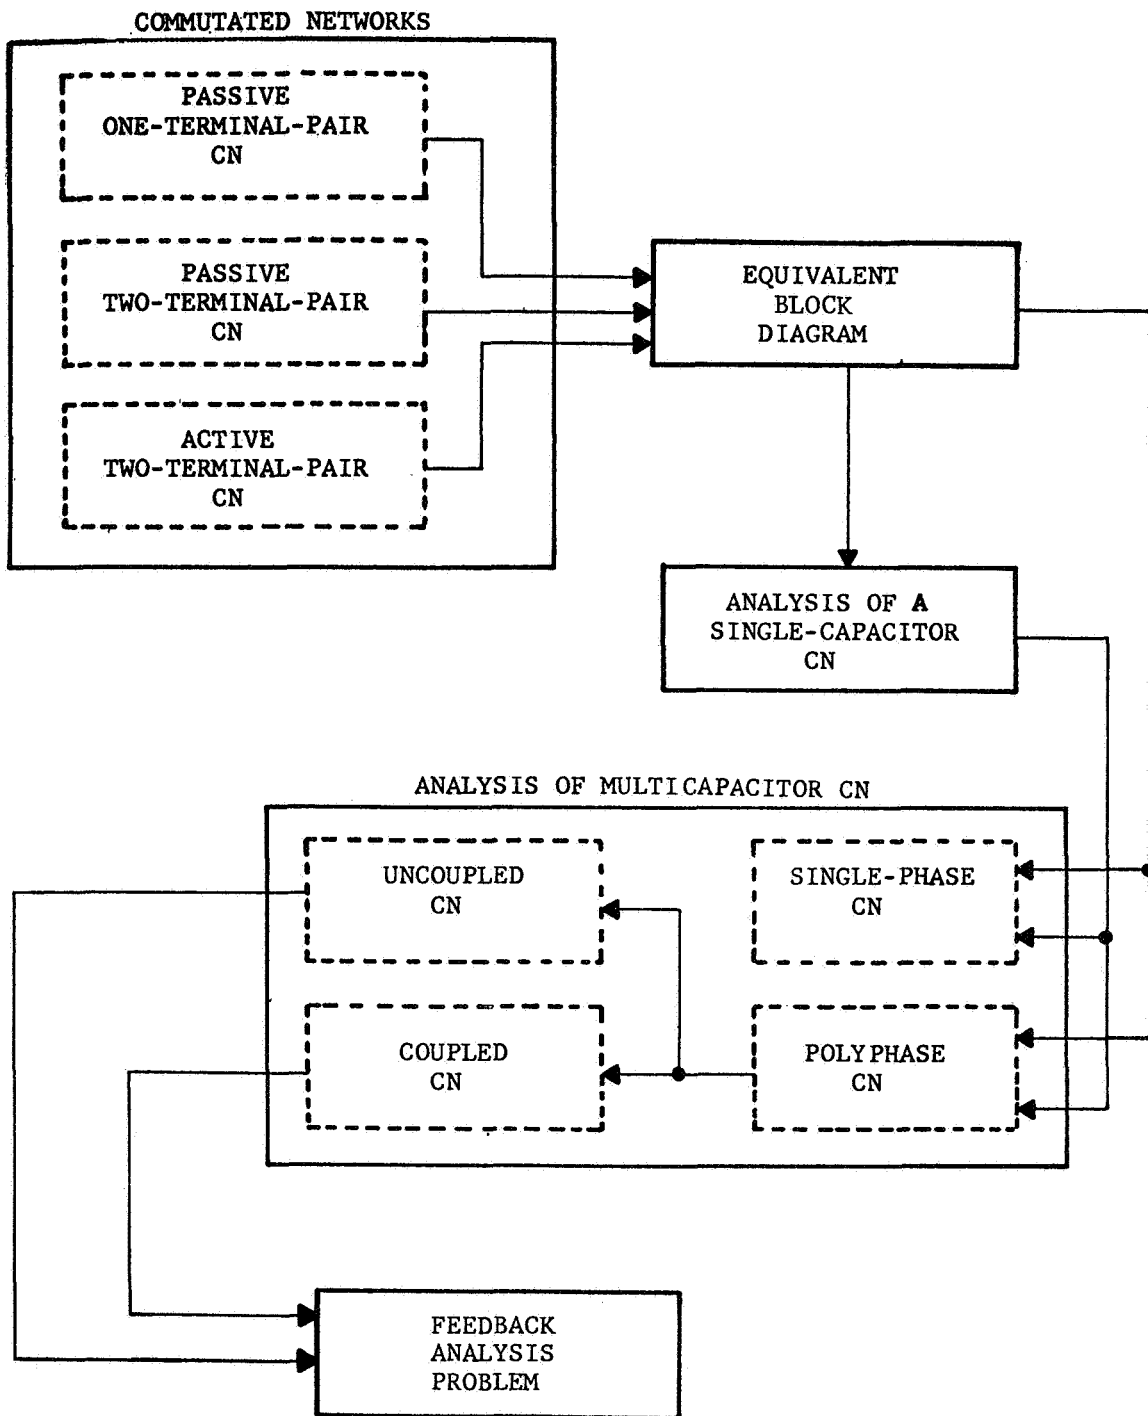 COMMUTATED NETWORKS
PASSIVE
ONE-TERMINAL-PAIR
CN
PASSIVE
TWO-TERMINAL-PAIR
CN
ACTIVE
TWO-TERMINAL-PAIR
CN
EQUIVALENT
BLOCK
DIAGRAM
ANALYSIS OF A
SINGLE-CAPACITOR
CN
ANALYSIS OF MULTICAPACITOR CN
UNCOUPLED
CN
SINGLE-PHASE
CN
COUPLED
CN
POLYPHASE
CN
FEEDBACK
ANALYSIS
PROBLEM